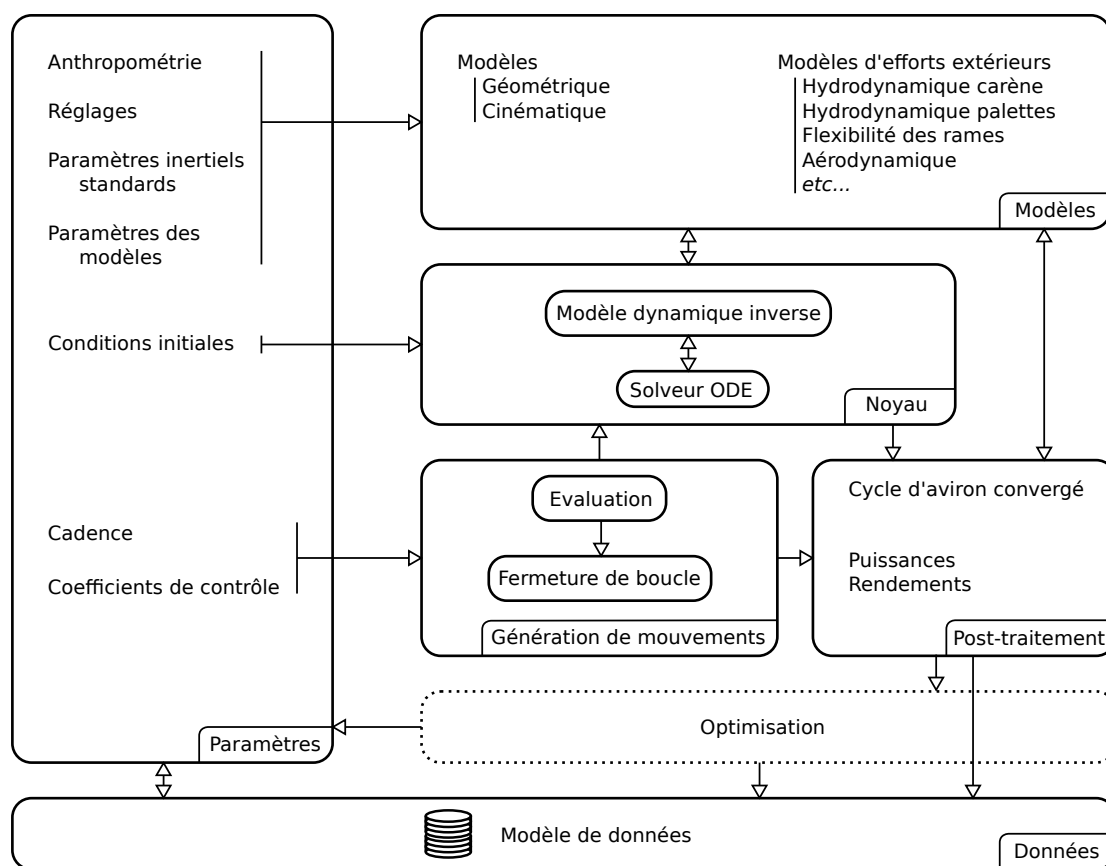 Anthropométrie
Réglages
Paramètres inertiels
standards
Paramètres des
modèles
Conditions initiales
Cadence
Coefficients de contrôle
Paramètres
Modèles
Géométrique
Cinématique
Modèles d'efforts extérieurs
Hydrodynamique carène
Hydrodynamique palettes
Flexibilité des rames
Aérodynamique
etc...
Modèles
Modèle dynamique inverse
Solveur ODE
Noyau
Evaluation
Fermeture de boucle
Génération de mouvements
Cycle d'aviron convergé
Puissances
Rendements
Post-traitement
Optimisation
Modèle de données
Données